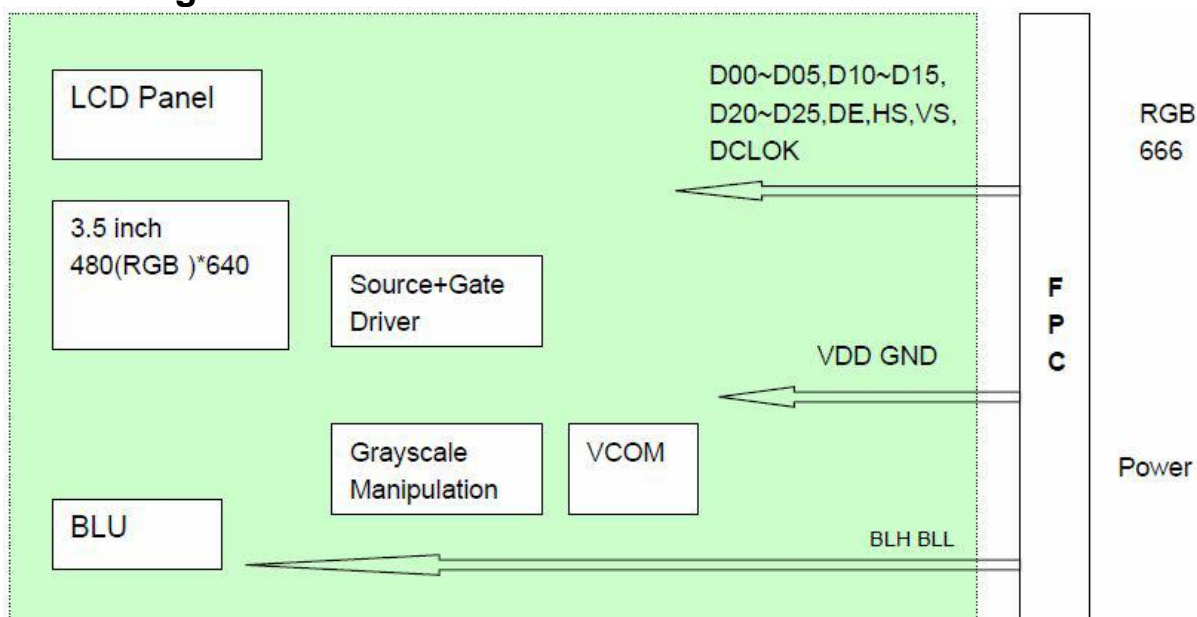 LCD Panel
3.5 inch
480(RGB )*640
Source+Gate
Driver
Grayscale
Manipulation
VCOM
BLU
D00~D05,D10~D15,
D20~D25,DE,HS,VS,
DCLOK
VDD GND
BLH BLL
F
P
C
RGB
666
Power